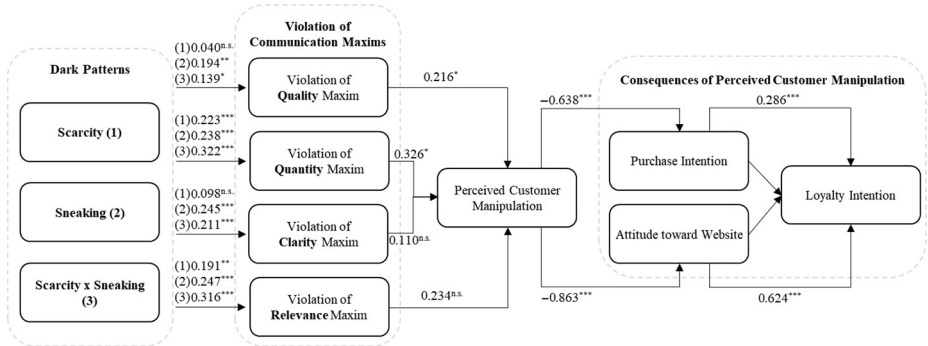 Dark Patterns
Scarcity (1)
Sneaking (2)
Scarcity x Sneaking
(3)
(1)0.040n.s.
(2)0.194**
(3)0.139*
(1)0.223***
(2)0.238***
(3)0.322***
(1)0.098n.s.
(2)0.245***
(3)0.211***
(1)0.191**
(2)0.247***
(3)0.316***
Violation of
Communication Maxims
Violation of
Quality Maxim
Violation of
Quantity Maxim
Violation of
Clarity Maxim
Violation of
Relevance Maxim
0.216*
0.326*
0.110n.s.
0.234n.s.
Perceived Customer
Manipulation
−0.638***
−0.863***
Consequences of Perceived Customer Manipulation
0.286***
Purchase Intention
Attitude toward Website
Loyalty Intention
0.624***